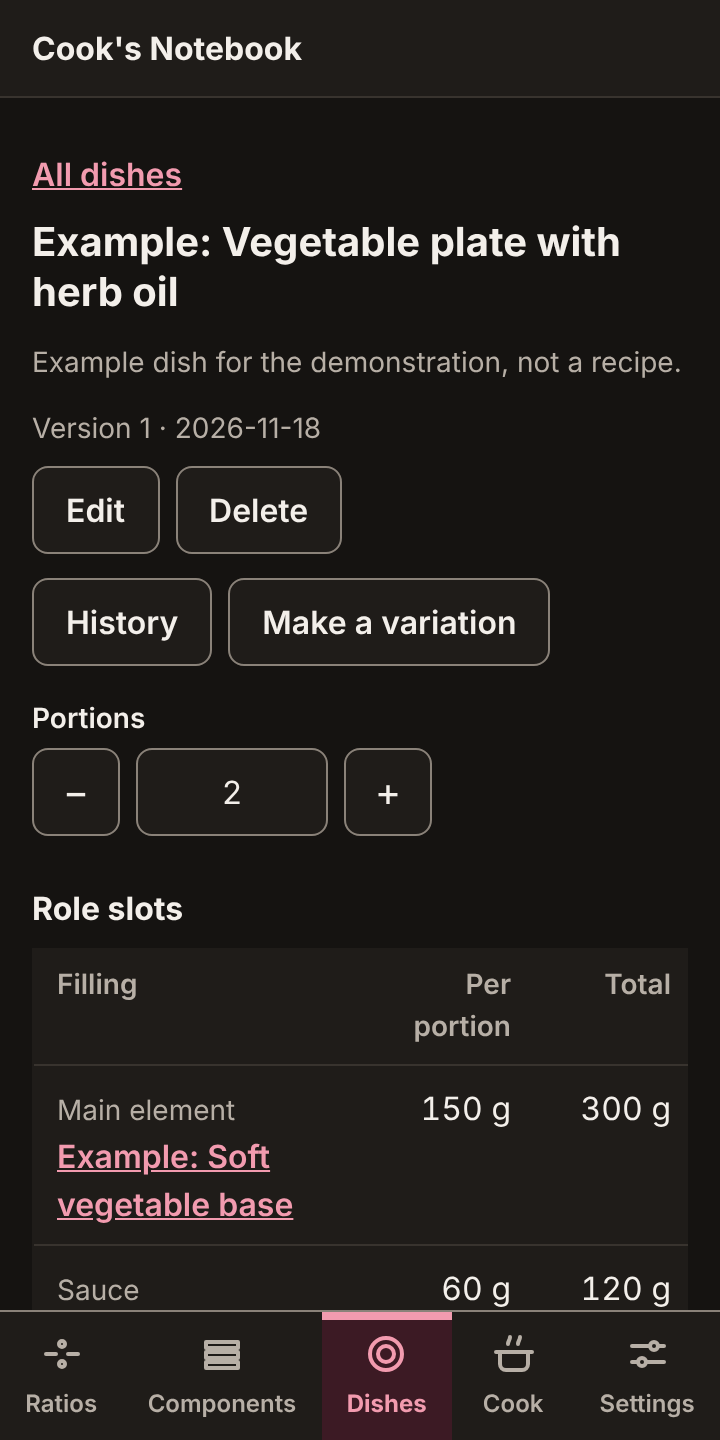 Cook's Notebook
All dishes
Example: Vegetable plate with
herb oil
Example dish for the demonstration, not a recipe.
Version 1 · 2026-11-18
Edit Delete
History Make a variation
Portions
− 2 +
Role slots
Filling Per portion Total
Main element 150 g 300 g
Example: Soft
vegetable base
Sauce 60 g 120 g
Ratios Components Dishes Cook Settings